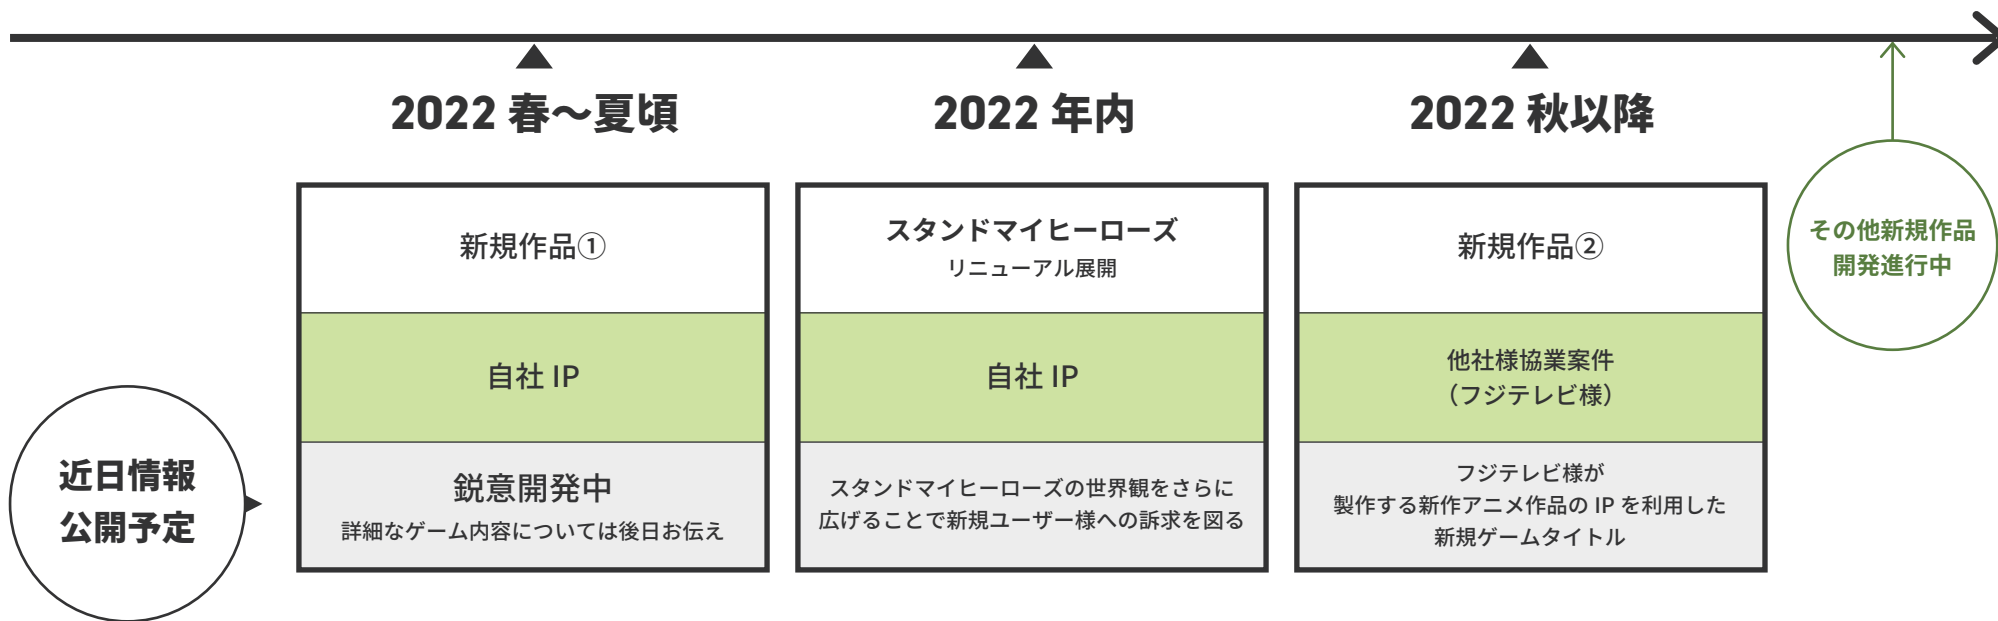 2022 春〜夏頃
2022 年内
2022 秋以降
新規作品①
自社 IP
鋭意開発中
詳細なゲーム内容については後日お伝え
スタンドマイヒーローズ
リニューアル展開
自社 IP
スタンドマイヒーローズの世界観をさらに
広げることで新規ユーザー様への訴求を図る
新規作品②
他社様協業案件
（フジテレビ様）
フジテレビ様が
製作する新作アニメ作品の IP を利用した
新規ゲームタイトル
その他新規作品
開発進行中
近日情報
公開予定